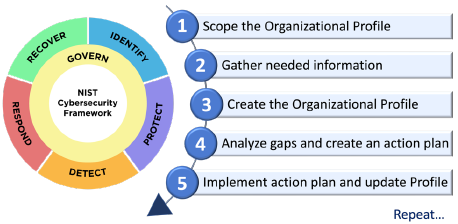 RECOVER
IDENTIFY
GOVERN
NIST
Cybersecurity
Framework
RESPOND
PROTECT
DETECT
1 Scope the Organizational Profile
2 Gather needed information
3 Create the Organizational Profile
4 Analyze gaps and create an action plan
5 Implement action plan and update Profile
Repeat...